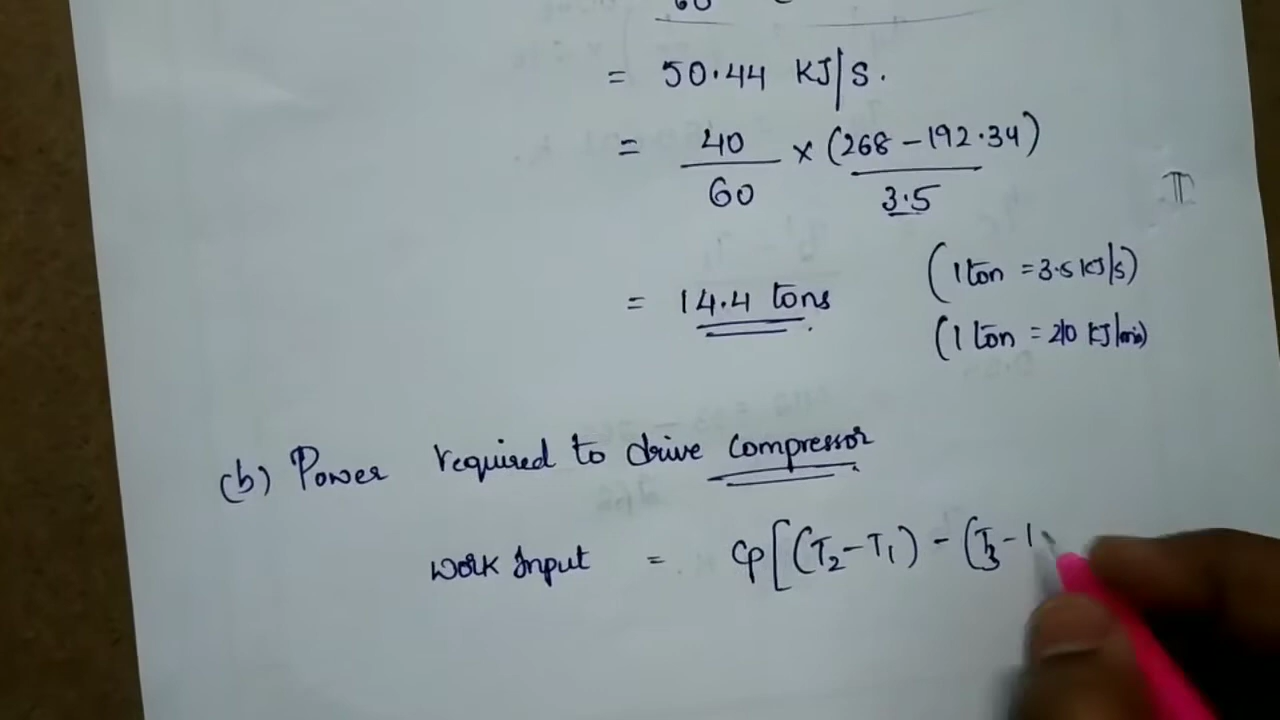 60
= 50.44 KJ/S.
= 40/60 × (268 – 192.34)/3.5
(1 ton = 3.5 KJ/s)
= 14.4 tons
(1 ton = 210 KJ/min)
(b) Power required to drive compressor
work Input = Cp[(T2 – T1) – (T3 –